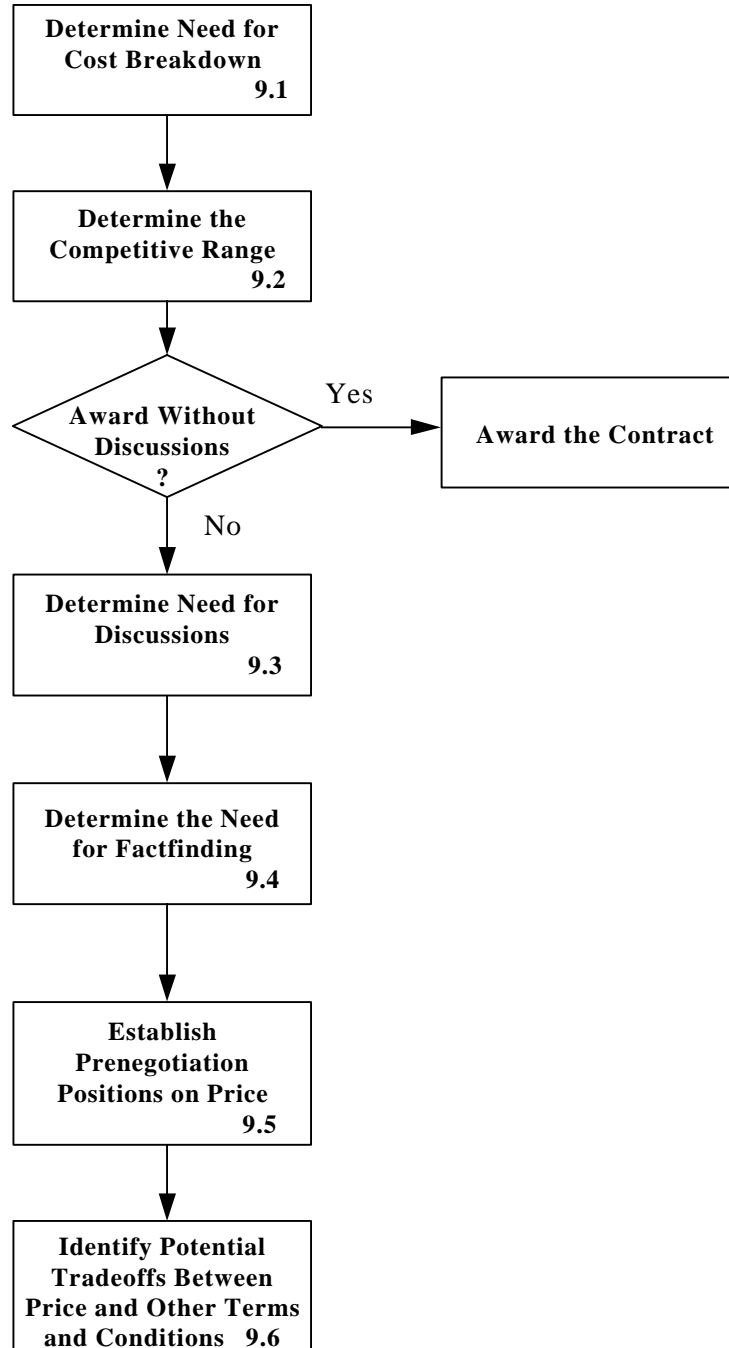 Determine Need for
Cost Breakdown
9.1
Determine the
Competitive Range
9.2
Award Without
Discussions
?
Yes
Award the Contract
No
Determine Need for
Discussions
9.3
Determine the Need
for Factfinding
9.4
Establish
Prenegotiation
Positions on Price
9.5
Identify Potential
Tradeoffs Between
Price and Other Terms
and Conditions 9.6